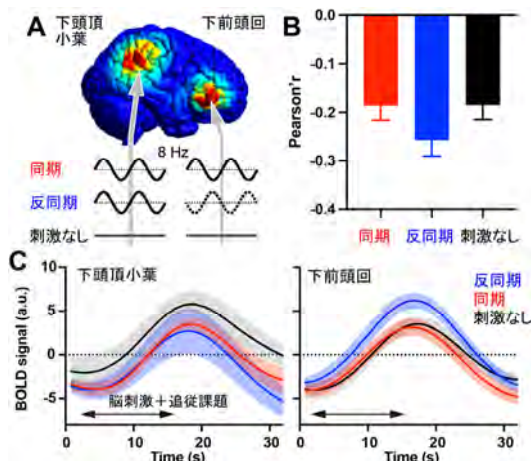 A
下頭頂
小葉
下前頭回
8 Hz
同期
反同期
刺激なし
B
Pearson'r
0.0
-0.1
-0.2
-0.3
-0.4
同期
反同期
刺激なし
C
下頭頂小葉
BOLD signal (a.u.)
5
0
-5
脳刺激＋追従課題
0
10
20
30
Time (s)
下前頭回
反同期
同期
刺激なし
0
10
20
30
Time (s)